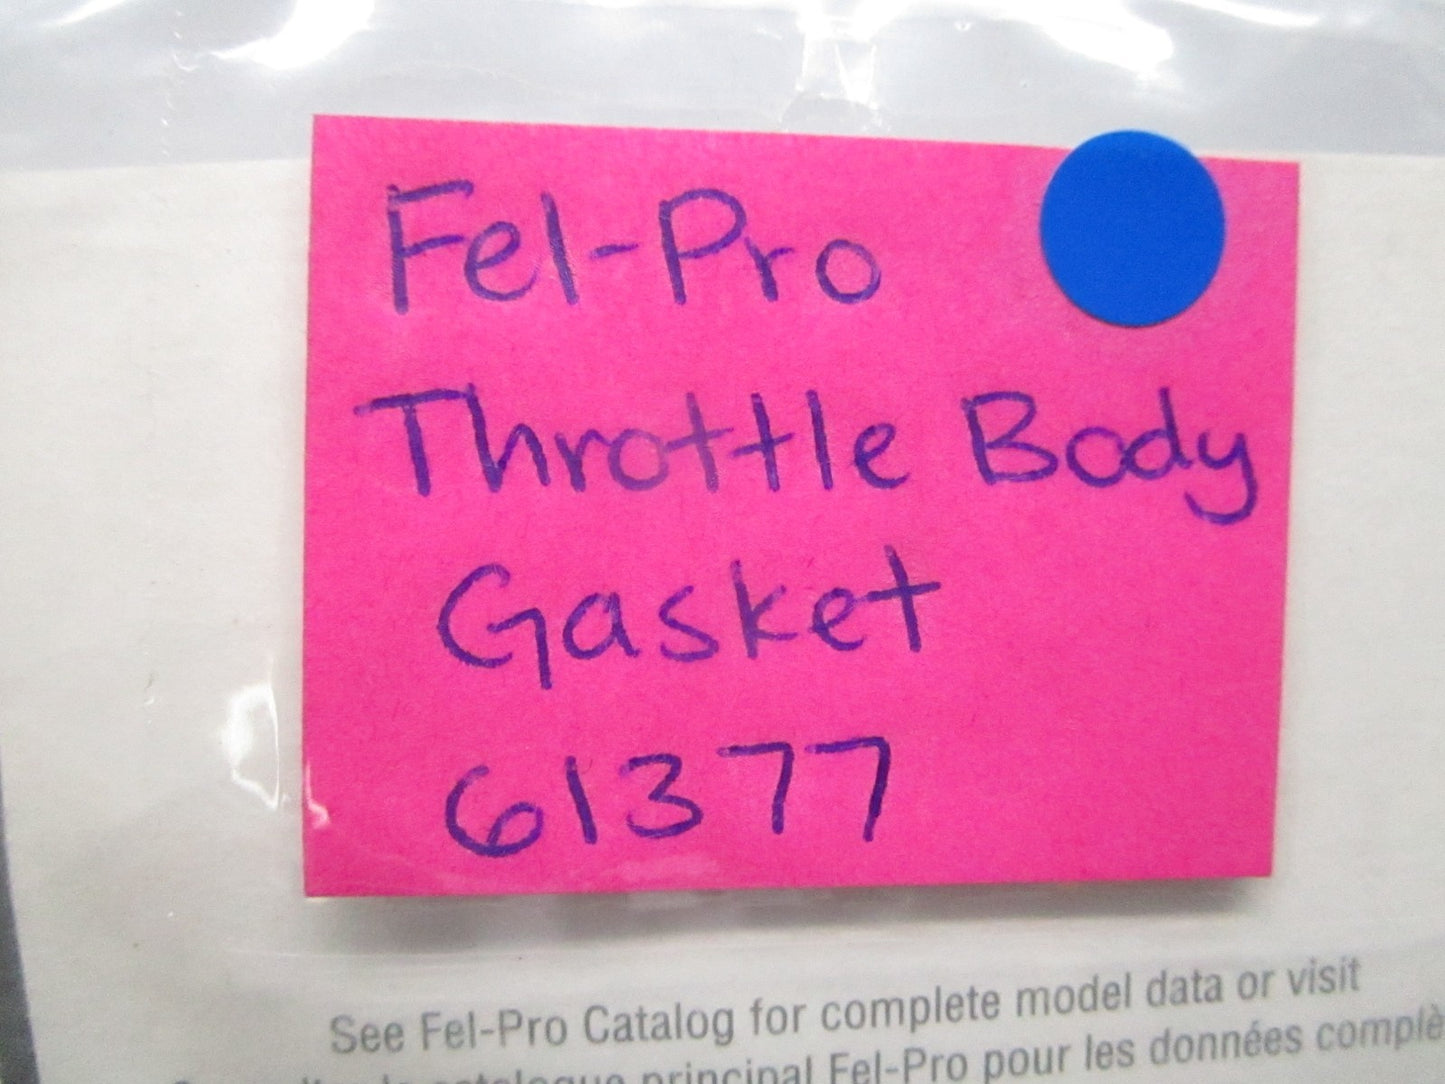 Fel-Pro
Throttle Body
Gasket
61377
See Fel-Pro Catalog for complete model data or visit
principal Fel-Pro pour les données